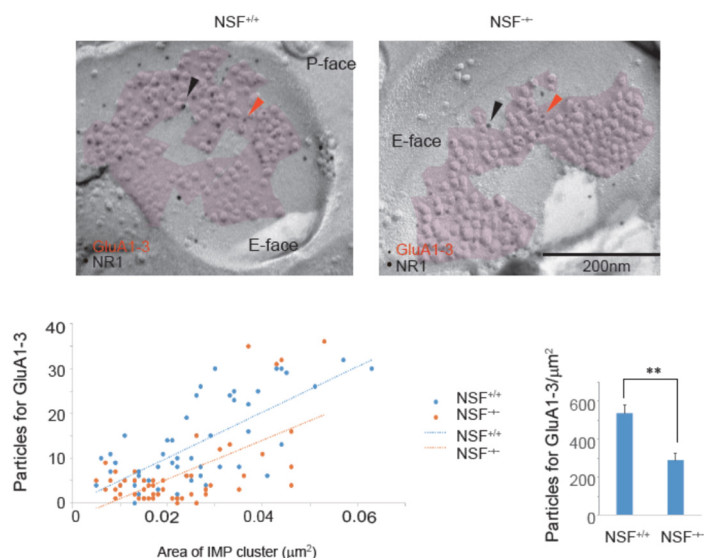 NSF+/+
NSF-+-
P-face
E-face
E-face
GluA1-3
• NR1
GluA1-3
• NR1
200nm
Particles for GluA1-3
40
30
20
10
0
0.02
0.04
0.06
Area of IMP cluster (μm²)
NSF+/+
NSF-+-
NSF+/+
NSF-+-
Particles for GluA1-3/μm²
600
400
200
0
**
NSF+/+
NSF-+-